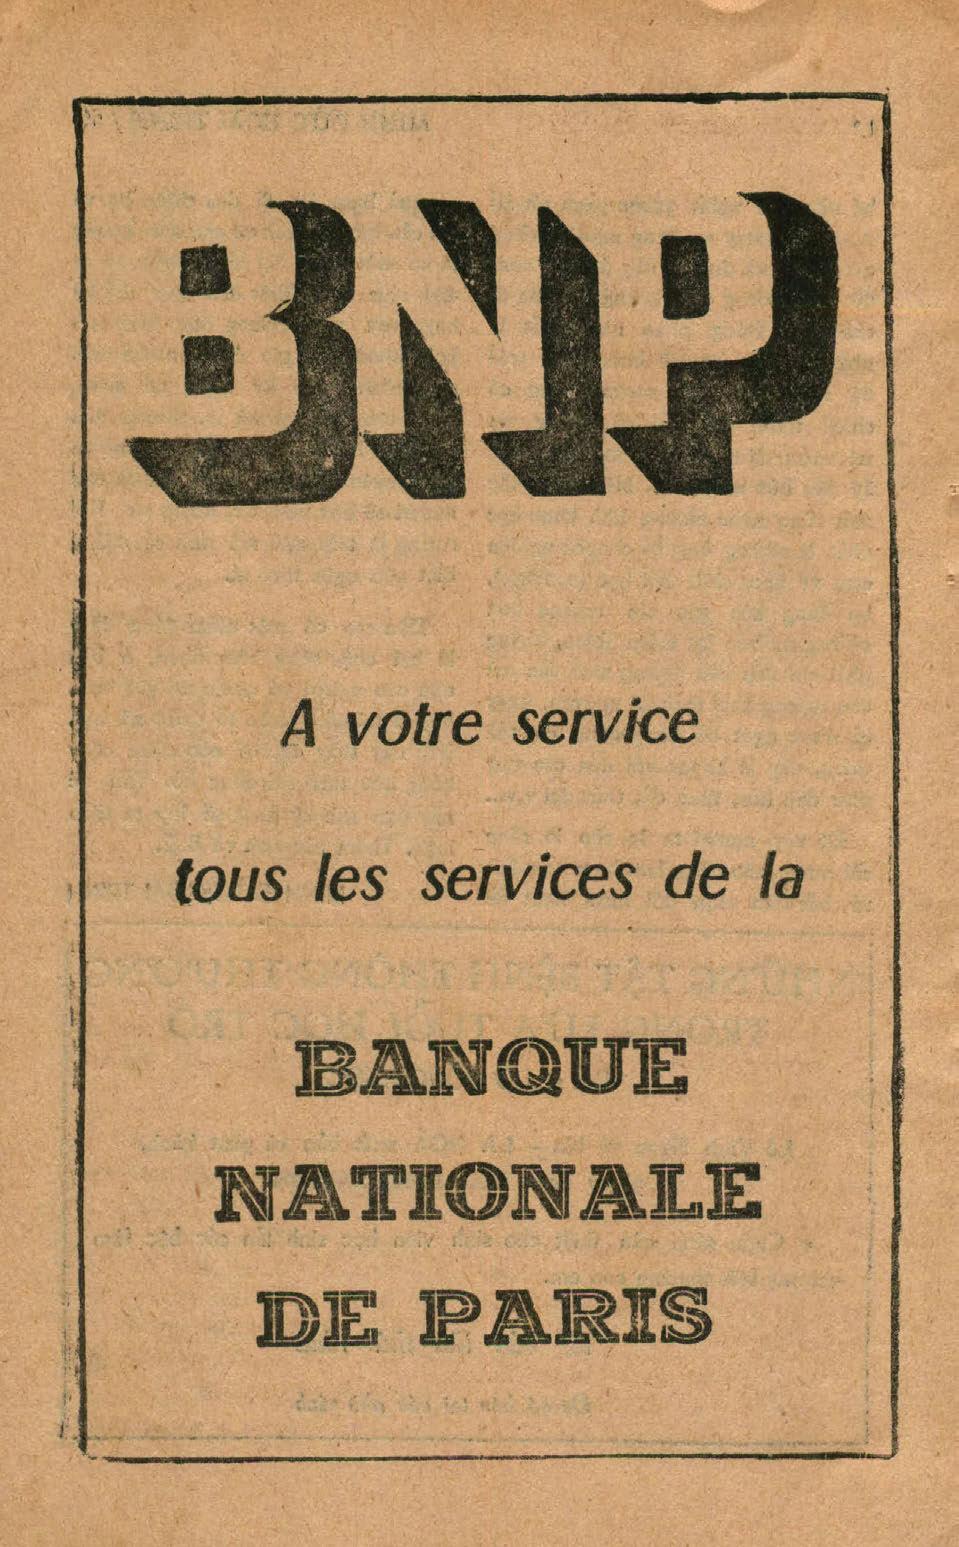 BNP
A votre service
tous les services de la
BANQUE
NATIONALE
DE PARIS